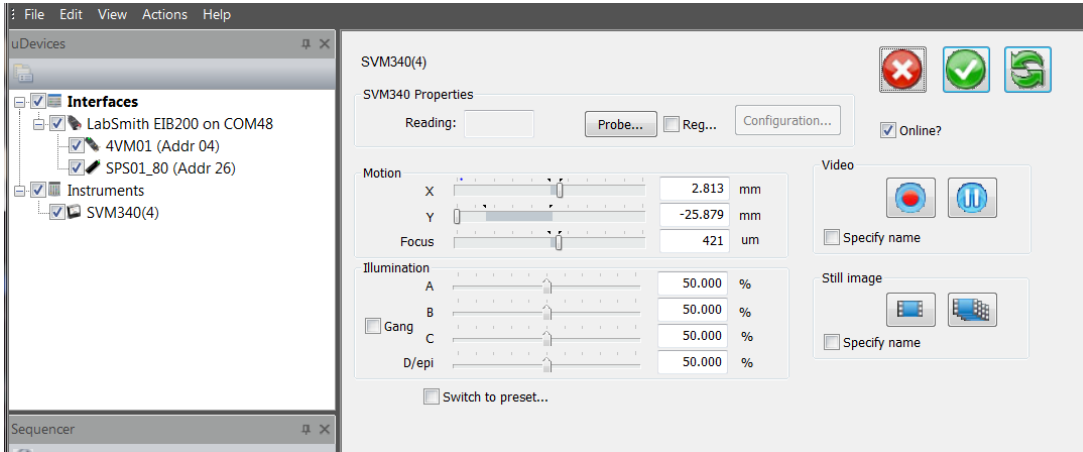 File Edit View Actions Help
uDevices
Interfaces
LabSmith EIB200 on COM48
4VM01 (Addr 04)
SPS01_80 (Addr 26)
Instruments
SVM340(4)
Sequencer
SVM340(4)
SVM340 Properties
Reading:
Probe...
Reg...
Configuration...
Online?
Motion
X 2.813 mm
Y -25.879 mm
Focus 421 um
Illumination
A 50.000 %
B 50.000 %
Gang
C 50.000 %
D/epi 50.000 %
Switch to preset...
Video
Specify name
Still image
Specify name